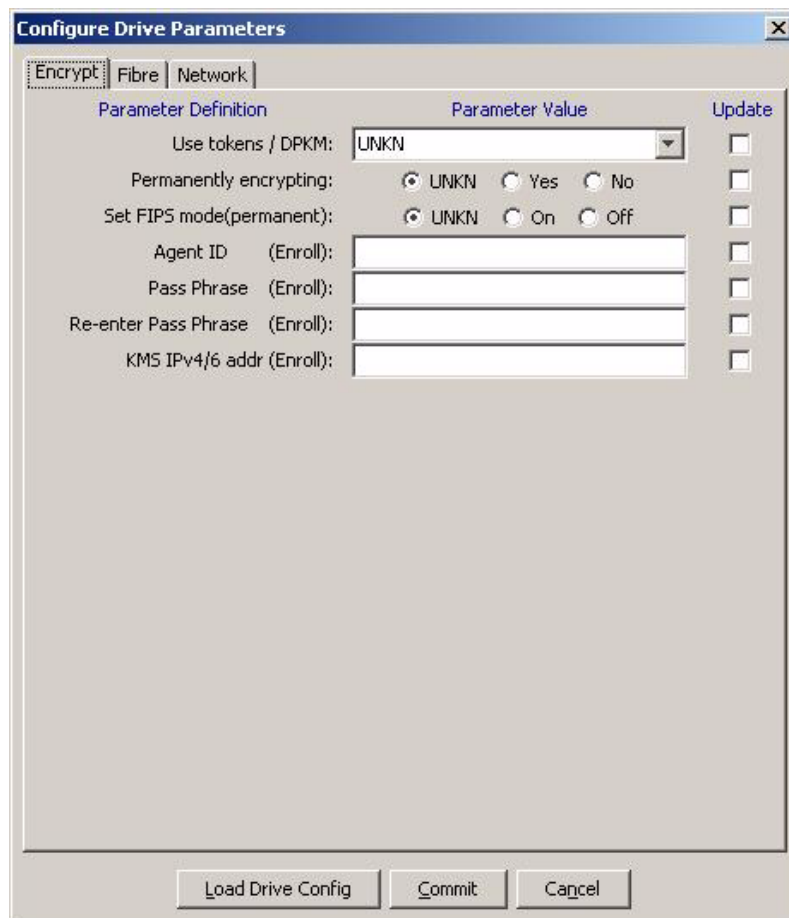 Configure Drive Parameters
Encrypt Fibre Network
Parameter Definition Parameter Value Update
Use tokens / DPKM: UNKN
Permanently encrypting: UNKN Yes No
Set FIPS mode(permanent): UNKN On Off
Agent ID (Enroll):
Pass Phrase (Enroll):
Re-enter Pass Phrase (Enroll):
KMS IPv4/6 addr (Enroll):
Load Drive Config Commit Cancel